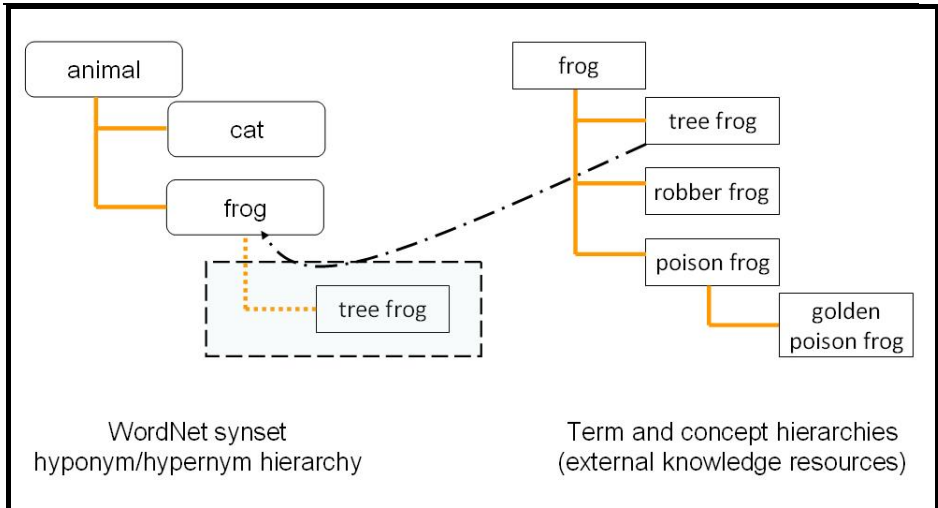 animal
cat
frog
tree frog
WordNet synset
hyponym/hypernym hierarchy
frog
tree frog
robber frog
poison frog
golden
poison frog
Term and concept hierarchies
(external knowledge resources)